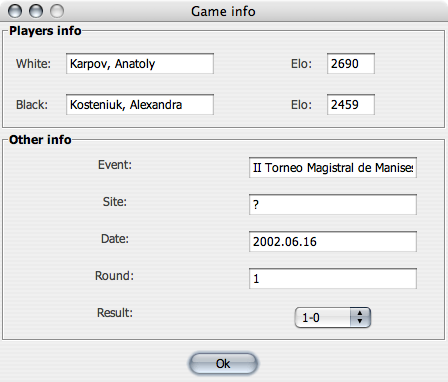 Game info
Players info
White: Karpov, Anatoly Elo: 2690
Black: Kosteniuk, Alexandra Elo: 2459
Other info
Event: II Torneo Magistral de Manises
Site: ?
Date: 2002.06.16
Round: 1
Result: 1-0
Ok